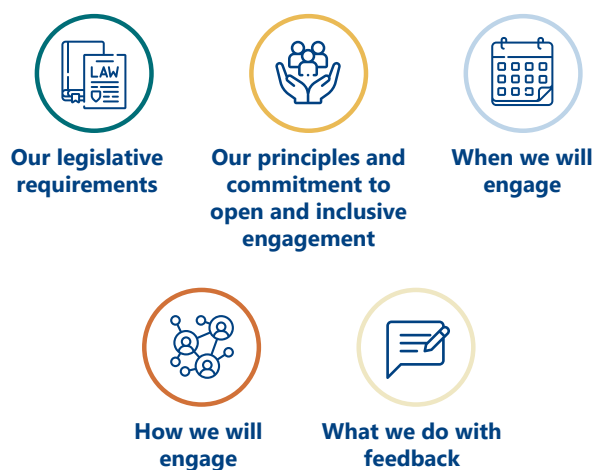 LAW
Our legislative
requirements
Our principles and
commitment to
open and inclusive
engagement
When we will
engage
How we will
engage
What we do with
feedback